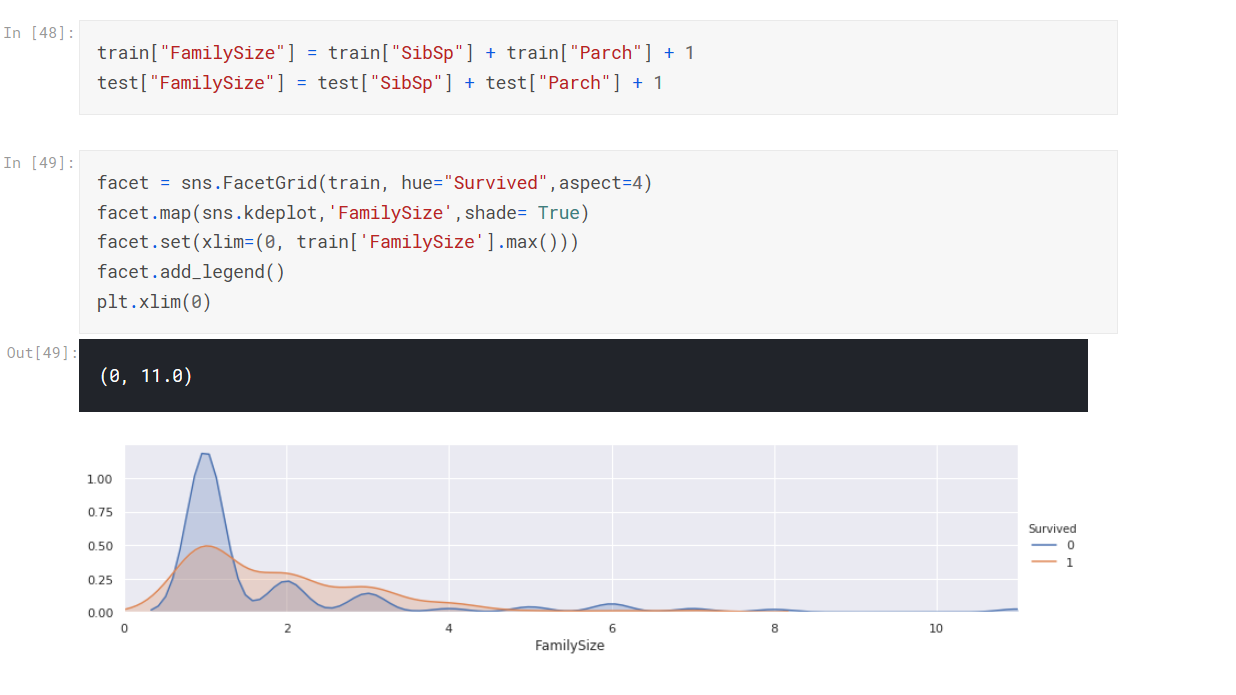 In [48]:
train["FamilySize"] = train["SibSp"] + train["Parch"] + 1
test["FamilySize"] = test["SibSp"] + test["Parch"] + 1
In [49]:
facet = sns.FacetGrid(train, hue="Survived",aspect=4)
facet.map(sns.kdeplot,'FamilySize',shade= True)
facet.set(xlim=(0, train['FamilySize'].max()))
facet.add_legend()
plt.xlim(0)
Out[49]:
(0, 11.0)
1.00
0.75
0.50
0.25
0.00
0 2 4 6 8 10
FamilySize
Survived
0
1